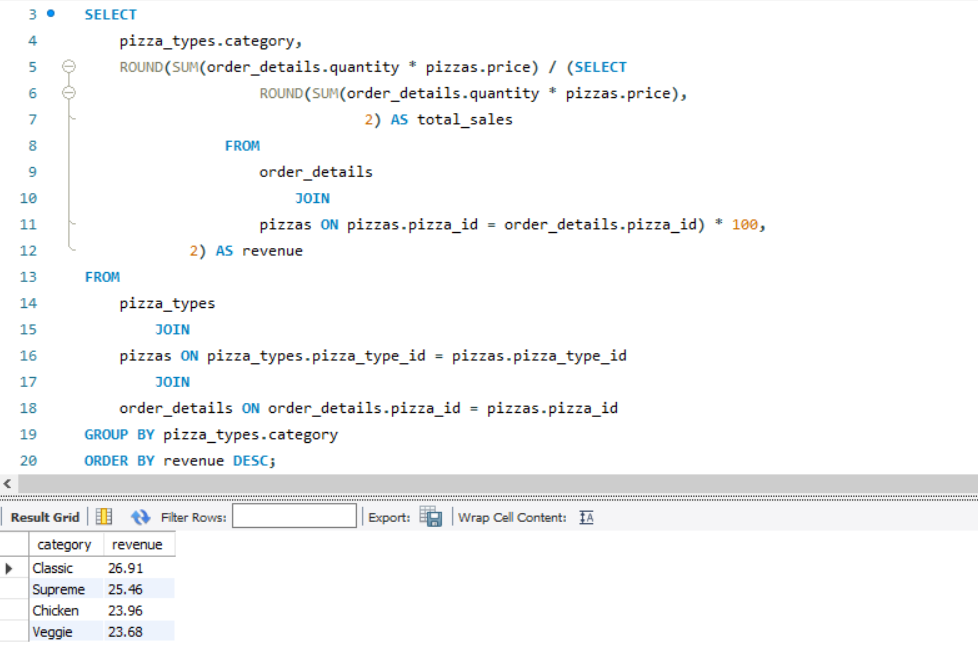 3 SELECT
4 pizza_types.category,
5 ROUND(SUM(order_details.quantity * pizzas.price) / (SELECT
6 ROUND(SUM(order_details.quantity * pizzas.price),
7 2) AS total_sales
8 FROM
9 order_details
10 JOIN
11 pizzas ON pizzas.pizza_id = order_details.pizza_id) * 100,
12 2) AS revenue
13 FROM
14 pizza_types
15 JOIN
16 pizzas ON pizza_types.pizza_type_id = pizzas.pizza_type_id
17 JOIN
18 order_details ON order_details.pizza_id = pizzas.pizza_id
19 GROUP BY pizza_types.category
20 ORDER BY revenue DESC;
Result Grid Filter Rows: Export: Wrap Cell Content:
category revenue
Classic 26.91
Supreme 25.46
Chicken 23.96
Veggie 23.68